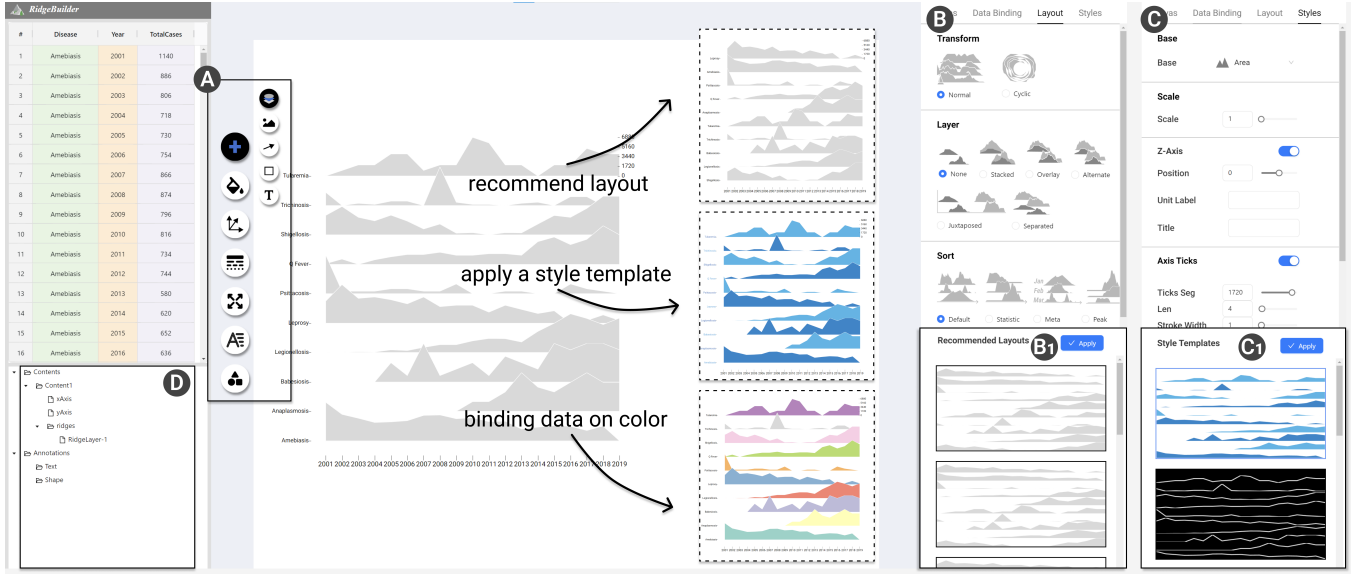 RidgeBuilder
# Disease Year TotalCases
1 Amebiasis 2001 1140
2 Amebiasis 2002 886
3 Amebiasis 2003 806
4 Amebiasis 2004 718
5 Amebiasis 2005 730
6 Amebiasis 2006 754
7 Amebiasis 2007 866
8 Amebiasis 2008 874
9 Amebiasis 2009 796
10 Amebiasis 2010 816
11 Amebiasis 2011 734
12 Amebiasis 2012 744
13 Amebiasis 2013 580
14 Amebiasis 2014 620
15 Amebiasis 2015 652
16 Amebiasis 2016 636
D
Contents
Content1
xAxis
yAxis
ridges
RidgeLayer-1
Annotations
Text
Shape
A
T
6880
5160
3440
1720
0
Tularemia
Trichinosis
Shigellosis
Q Fever
Psittacosis
Leprosy
Legionellosis
Babesiosis
Anaplasmosis
Amebiasis
2001 2002 2003 2004 2005 2006 2007 2008 2009 2010 2011 2012 2013 2014 2015 2016 2017 2018 2019
recommend layout
apply a style template
binding data on color
B
Data Binding Layout Styles
Transform
Normal Cyclic
Layer
None Stacked Overlay Alternate
Juxtaposed Separated
Sort
Jan
Feb
Mar
Default Statistic Meta Peak
Recommended Layouts
B1
Apply
C
Data Binding Layout Styles
Base
Base Area
Scale
Scale 1
Z-Axis
Position 0
Unit Label
Title
Axis Ticks
Ticks Seg 1720
Len 4
Stroke Width 1
Style Templates
C1
Apply